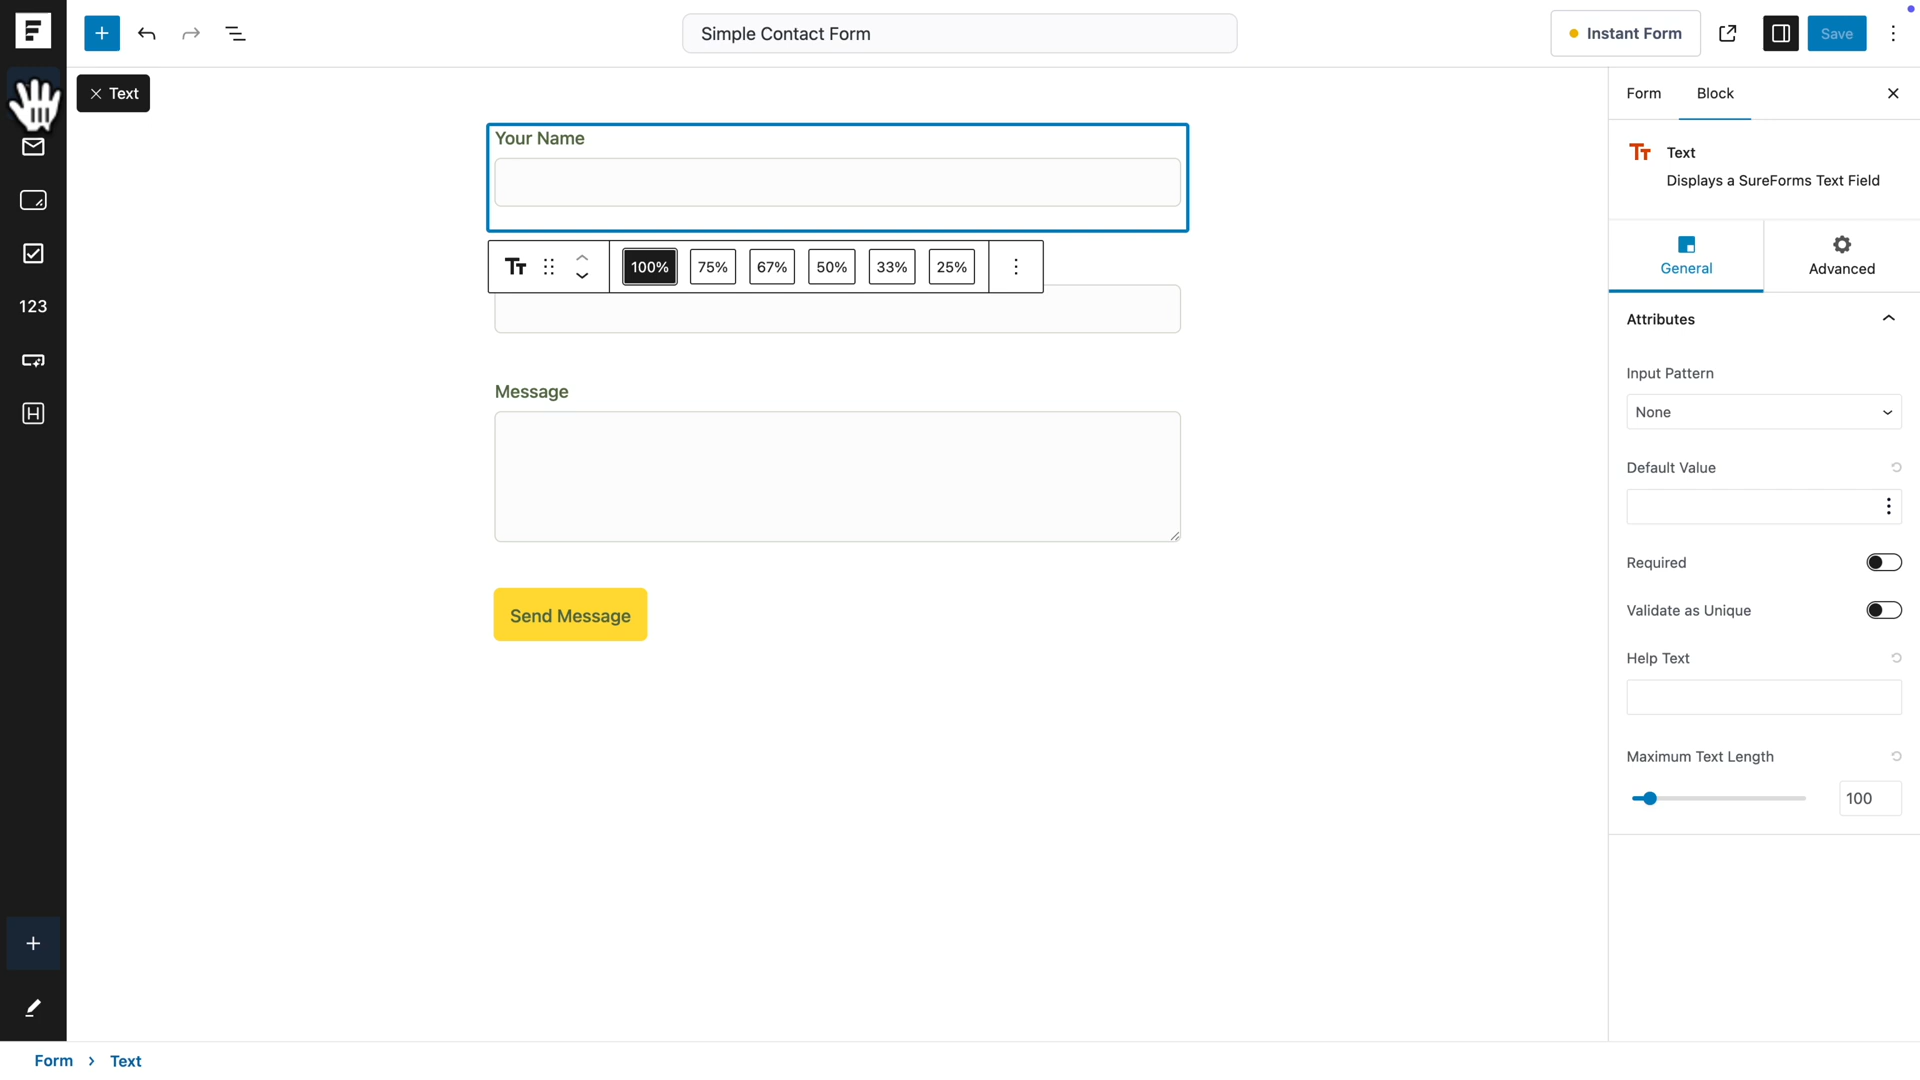 Simple Contact Form
Instant Form
Save
Text
Form
Block
Your Name
Text
Displays a SureForms Text Field
100%
75%
67%
50%
33%
25%
General
Advanced
123
Attributes
Input Pattern
None
Message
Default Value
Required
Send Message
Validate as Unique
Help Text
Maximum Text Length
100
Form
Text